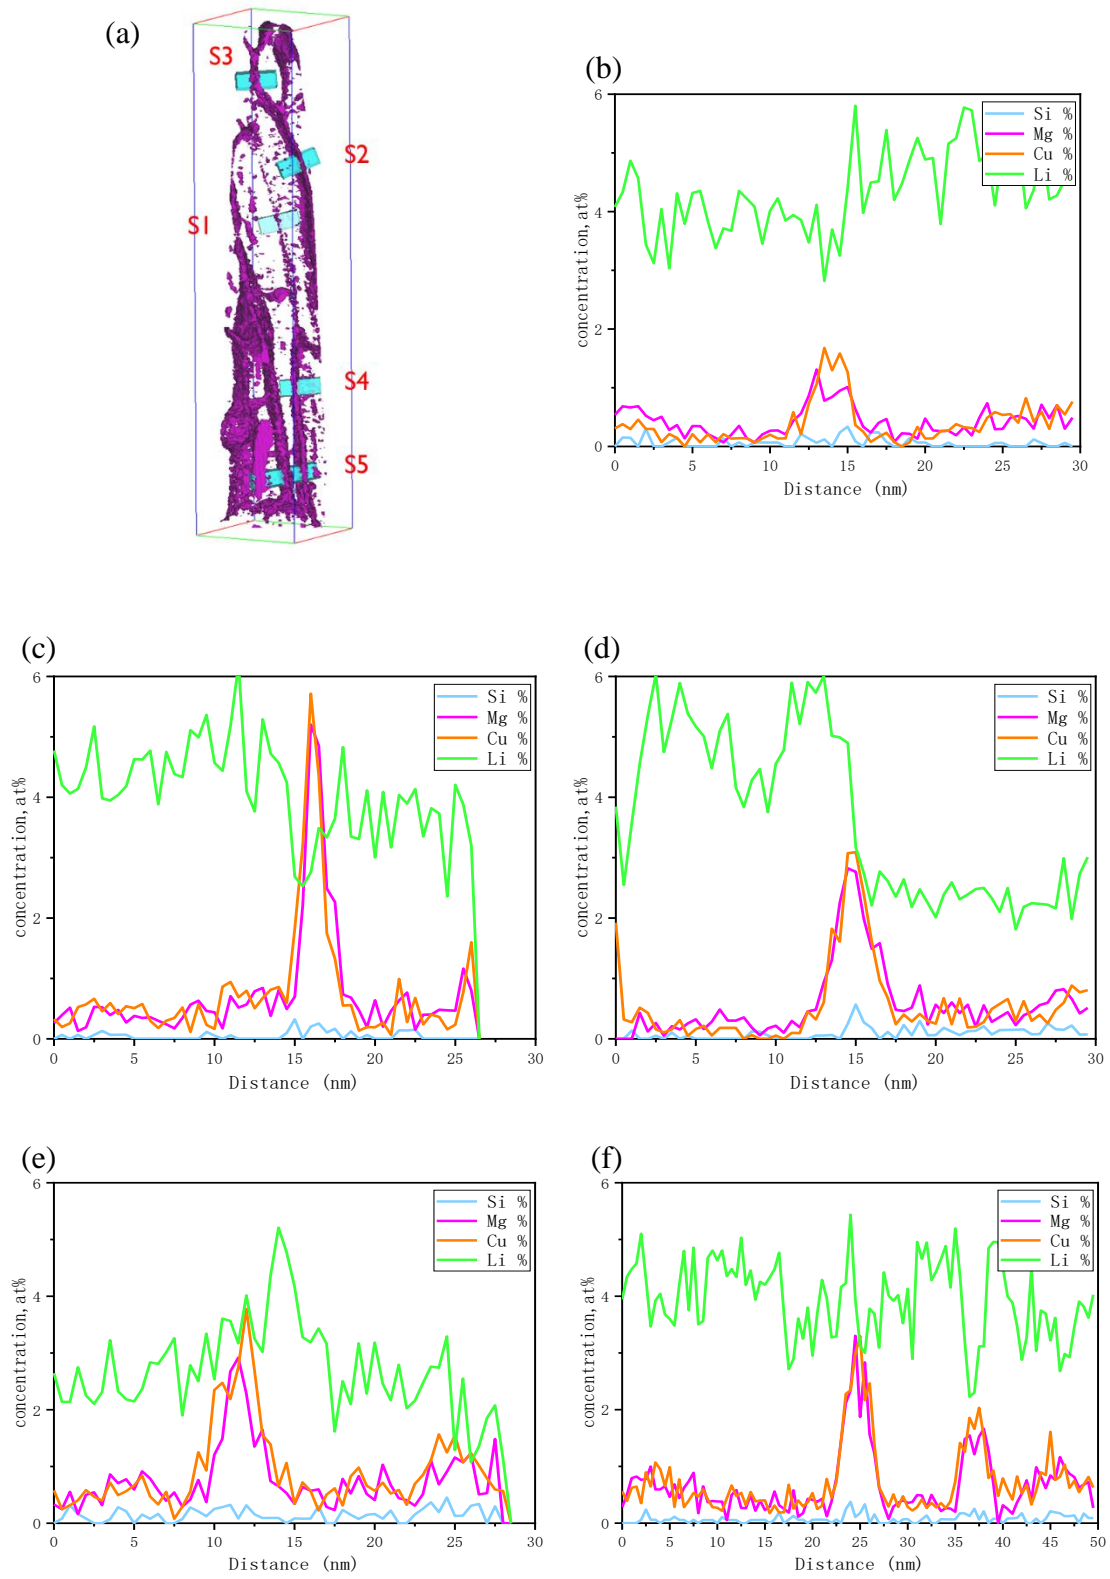 (a)
S3
S2
S1
S4
S5
(b)
6
4
2
0
concentration,at%
0 5 10 15 20 25 30
Distance (nm)
Si %
Mg %
Cu %
Li %
(c)
6
4
2
0
concentration,at%
0 5 10 15 20 25 30
Distance (nm)
Si %
Mg %
Cu %
Li %
(d)
6
4
2
0
concentration,at%
0 5 10 15 20 25 30
Distance (nm)
Si %
Mg %
Cu %
Li %
(e)
6
4
2
0
concentration,at%
0 5 10 15 20 25 30
Distance (nm)
Si %
Mg %
Cu %
Li %
(f)
6
4
2
0
concentration,at%
0 5 10 15 20 25 30 35 40 45 50
Distance (nm)
Si %
Mg %
Cu %
Li %